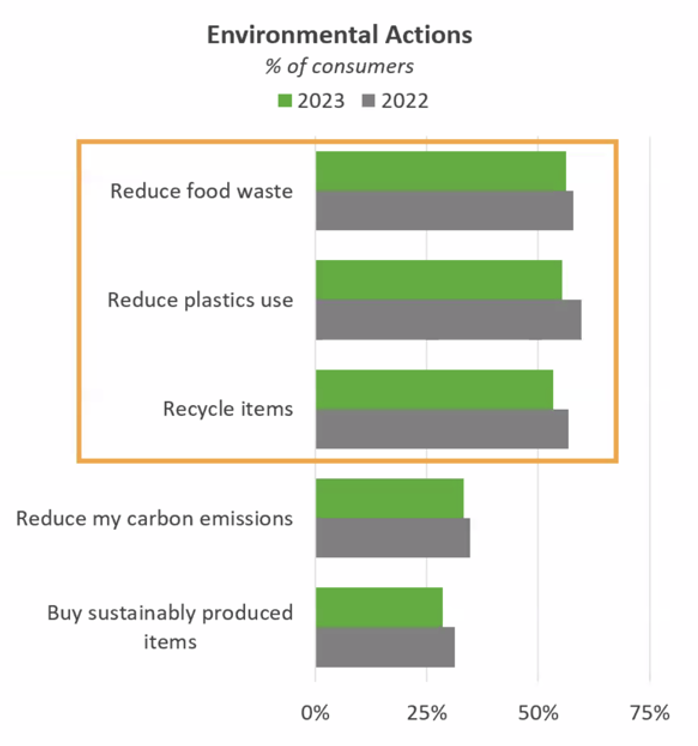 Environmental Actions
% of consumers
2023 2022
Reduce food waste
Reduce plastics use
Recycle items
Reduce my carbon emissions
Buy sustainably produced
items
0% 25% 50% 75%